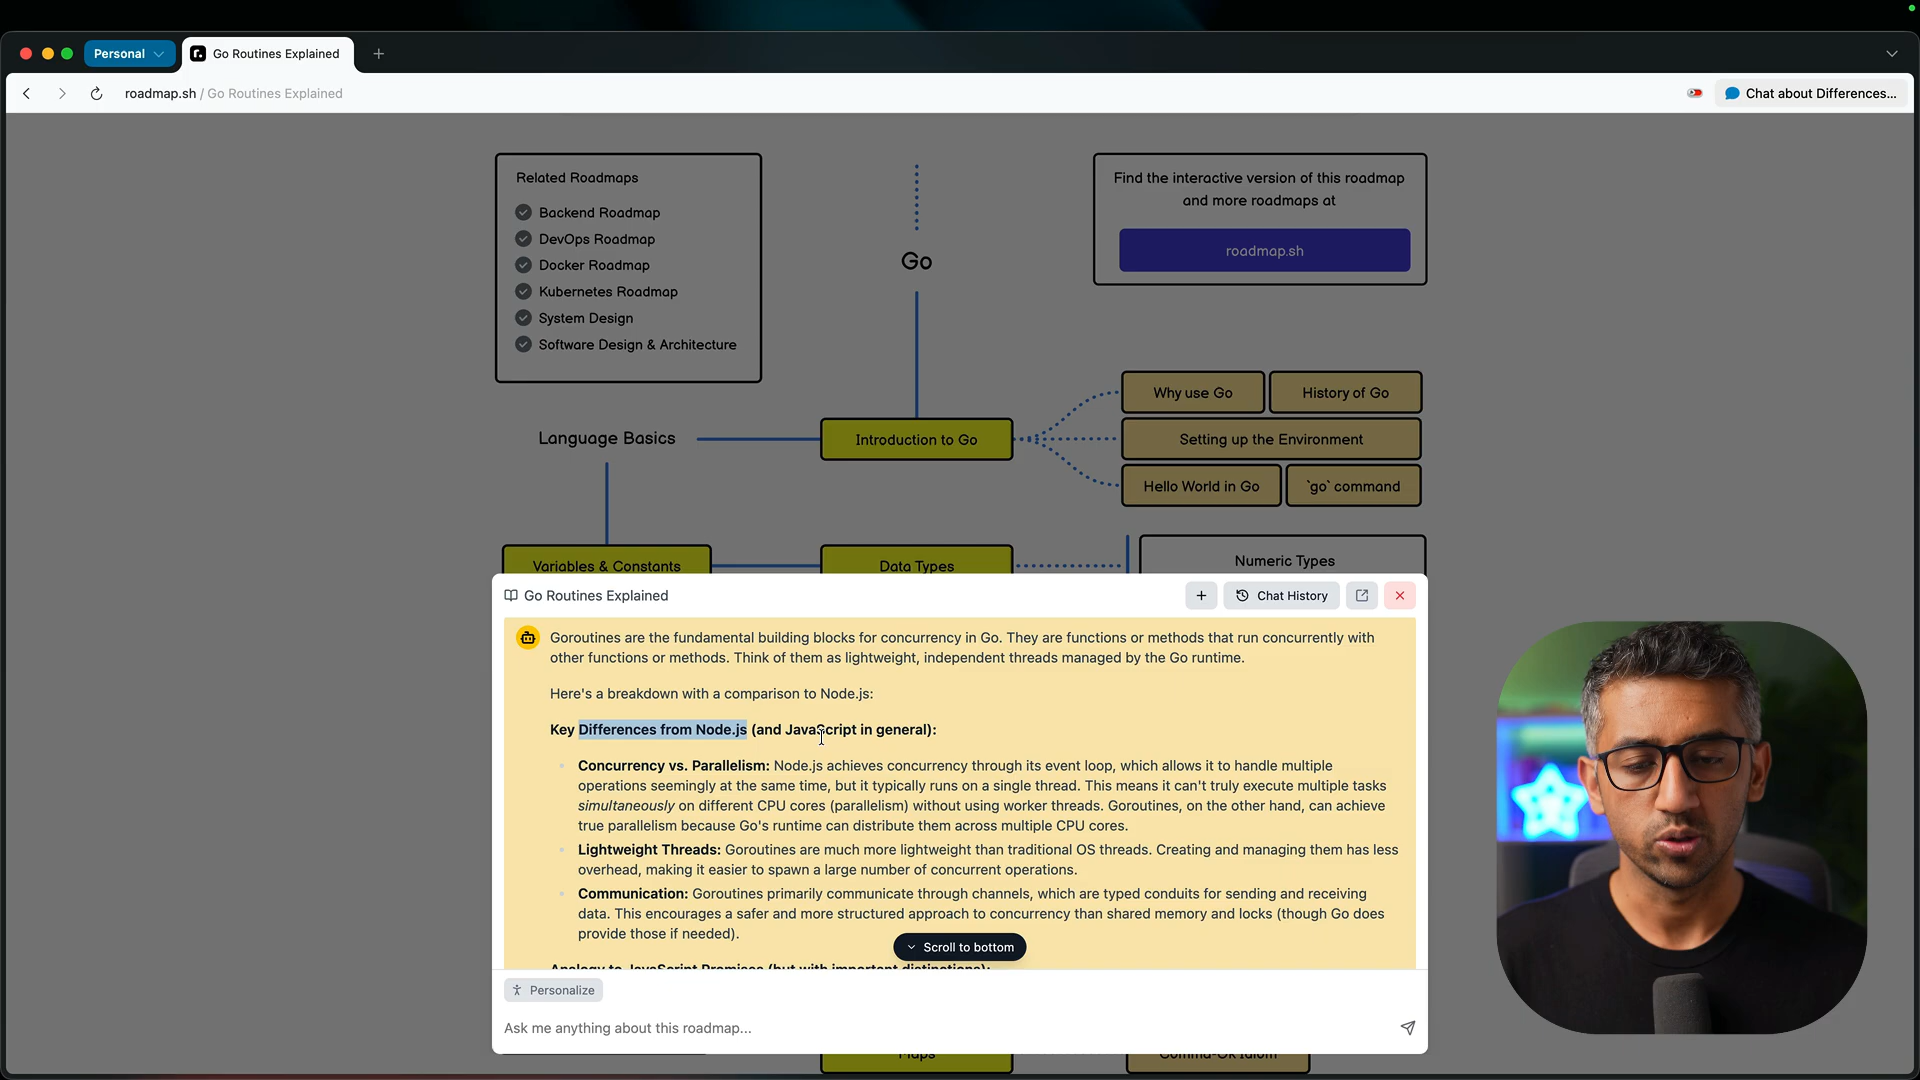 Personal
Go Routines Explained
roadmap.sh / Go Routines Explained
Chat about Differences...
Related Roadmaps
Backend Roadmap
DevOps Roadmap
Docker Roadmap
Kubernetes Roadmap
System Design
Software Design & Architecture
Go
Find the interactive version of this roadmap
and more roadmaps at
roadmap.sh
Why use Go
History of Go
Language Basics
Introduction to Go
Setting up the Environment
Hello World in Go
`go` command
Variables & Constants
Data Types
Numeric Types
Go Routines Explained
+
Chat History
Goroutines are the fundamental building blocks for concurrency in Go. They are functions or methods that run concurrently with
other functions or methods. Think of them as lightweight, independent threads managed by the Go runtime.
Here's a breakdown with a comparison to Node.js:
Key Differences from Node.js (and JavaScript in general):
Concurrency vs. Parallelism: Node.js achieves concurrency through its event loop, which allows it to handle multiple
operations seemingly at the same time, but it typically runs on a single thread. This means it can't truly execute multiple tasks
simultaneously on different CPU cores (parallelism) without using worker threads. Goroutines, on the other hand, can achieve
true parallelism because Go's runtime can distribute them across multiple CPU cores.
Lightweight Threads: Goroutines are much more lightweight than traditional OS threads. Creating and managing them has less
overhead, making it easier to spawn a large number of concurrent operations.
Communication: Goroutines primarily communicate through channels, which are typed conduits for sending and receiving
data. This encourages a safer and more structured approach to concurrency than shared memory and locks (though Go does
provide those if needed).
Scroll to bottom
Analogy to JavaScript Promises (but with important distinctions):
Personalize
Ask me anything about this roadmap...
Maps
Comma-Ok Idiom